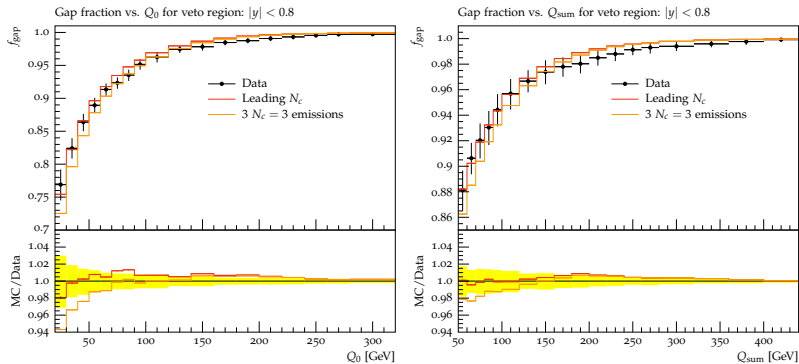 Gap fraction vs. Q0 for veto region: |y| < 0.8
fgap
1.0
0.95
0.9
0.85
0.8
0.75
0.7
Data
Leading Nc
3 Nc = 3 emissions
MC/Data
1.04
1.02
1.0
0.98
0.96
0.94
50
100
150
200
250
300
Q0 [GeV]
Gap fraction vs. Qsum for veto region: |y| < 0.8
fgap
1.0
0.98
0.96
0.94
0.92
0.9
0.88
0.86
Data
Leading Nc
3 Nc = 3 emissions
MC/Data
1.04
1.02
1.0
0.98
0.96
0.94
50
100
150
200
250
300
350
400
Qsum [GeV]